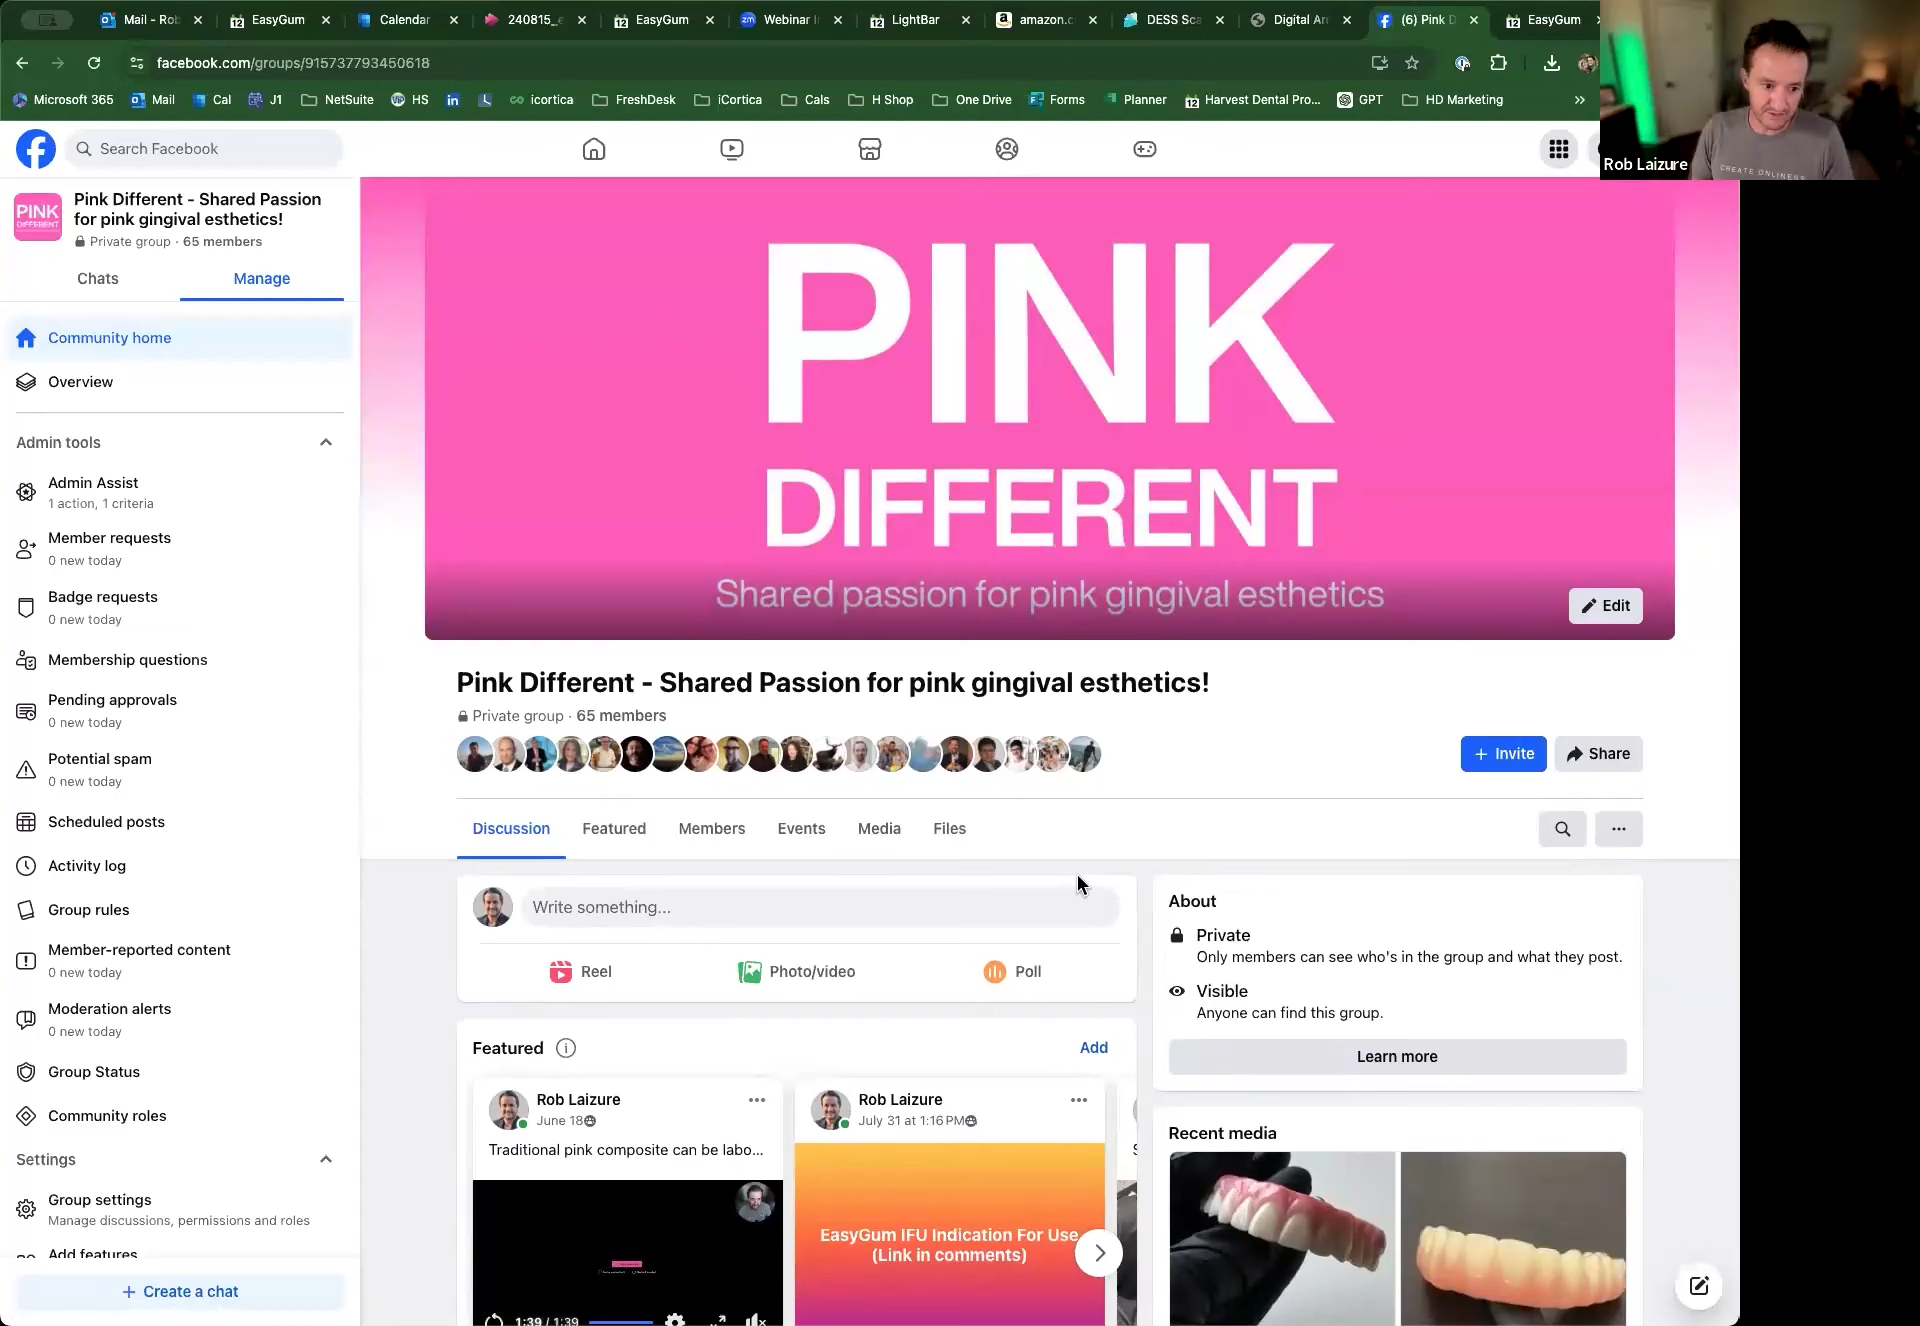 Mail - Rob
EasyGum
Calendar
240815_
EasyGum
Webinar
LightBar
amazon.c
DESS Sca
Digital Ar
(6) Pink D
EasyGum
facebook.com/groups/915737793450618
Microsoft 365
Mail
Cal
J1
NetSuite
HS
icortica
FreshDesk
iCortica
Cals
H Shop
One Drive
Forms
Planner
Harvest Dental Pro...
GPT
HD Marketing
Rob Laizure
CREATE ONLINESS
Search Facebook
PINK
DIFFERENT
Pink Different - Shared Passion
for pink gingival esthetics!
Private group · 65 members
Chats
Manage
Community home
Overview
Admin tools
Admin Assist
1 action, 1 criteria
Member requests
0 new today
Badge requests
0 new today
Membership questions
Pending approvals
0 new today
Potential spam
0 new today
Scheduled posts
Activity log
Group rules
Member-reported content
0 new today
Moderation alerts
0 new today
Group Status
Community roles
Settings
Group settings
Manage discussions, permissions and roles
Add features
+ Create a chat
PINK
DIFFERENT
Shared passion for pink gingival esthetics
Edit
Pink Different - Shared Passion for pink gingival esthetics!
Private group · 65 members
+ Invite
Share
Discussion
Featured
Members
Events
Media
Files
Write something...
Reel
Photo/video
Poll
Featured
Add
Rob Laizure
June 18
Traditional pink composite can be labo...
1:39 / 1:39
Rob Laizure
July 31 at 1:16 PM
EasyGum IFU Indication For Use
(Link in comments)
About
Private
Only members can see who's in the group and what they post.
Visible
Anyone can find this group.
Learn more
Recent media